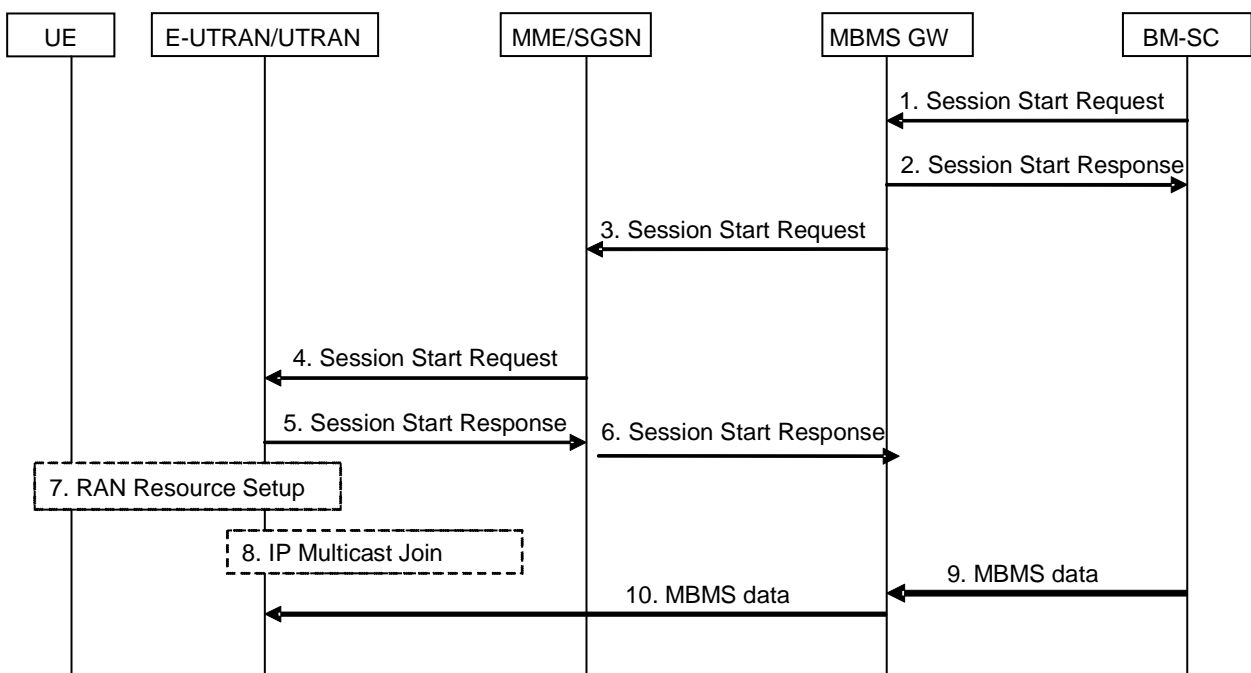 UE
E-UTRAN/UTRAN
MME/SGSN
MBMS GW
BM-SC
1. Session Start Request
2. Session Start Response
3. Session Start Request
4. Session Start Request
5. Session Start Response
6. Session Start Response
7. RAN Resource Setup
8. IP Multicast Join
9. MBMS data
10. MBMS data